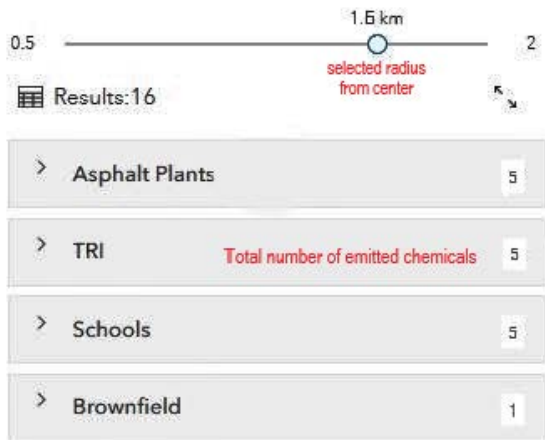 1.6 km
0.5
2
selected radius
from center
Results:16
Asphalt Plants 5
TRI Total number of emitted chemicals 5
Schools 5
Brownfield 1